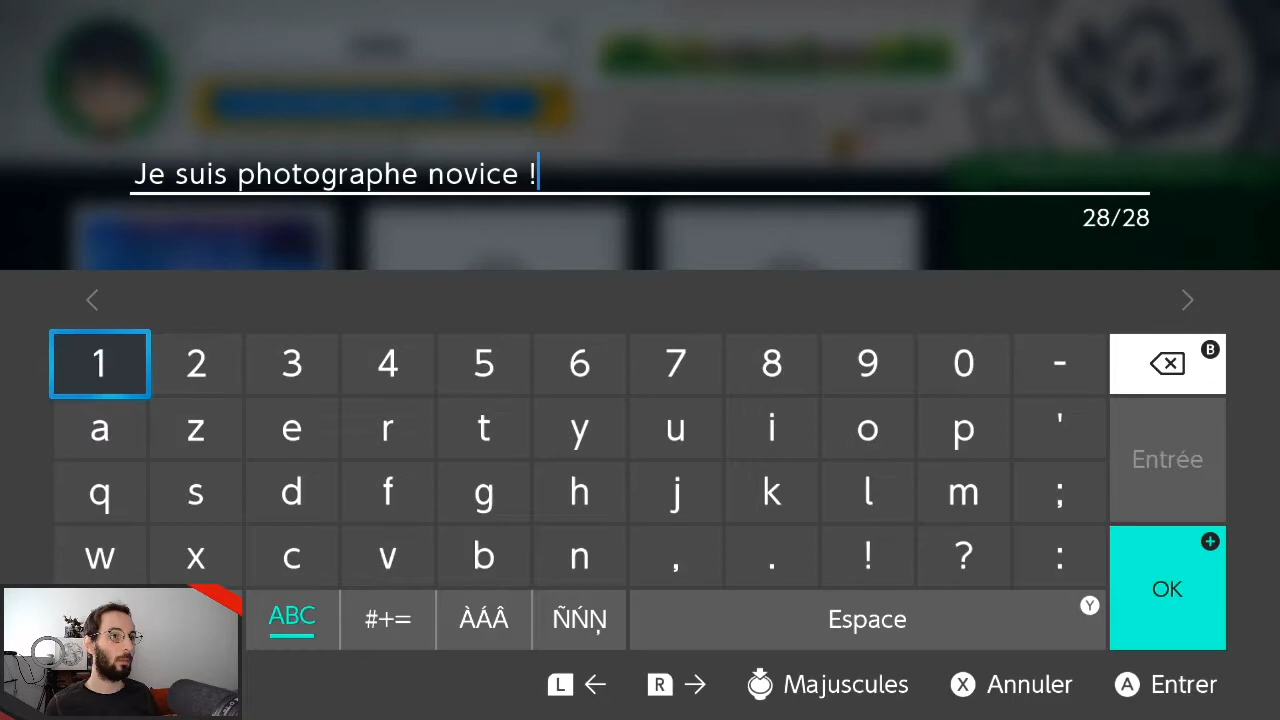 Je suis photographe novice !
28/28
1 2 3 4 5 6 7 8 9 0 - B
a z e r t y u i o p '
Entrée
q s d f g h j k l m ;
w x c v b n , . ! ? : +
OK
ABC #+= ÀÁÂ ÑŃŅ Espace Y
L ← R → Majuscules X Annuler A Entrer